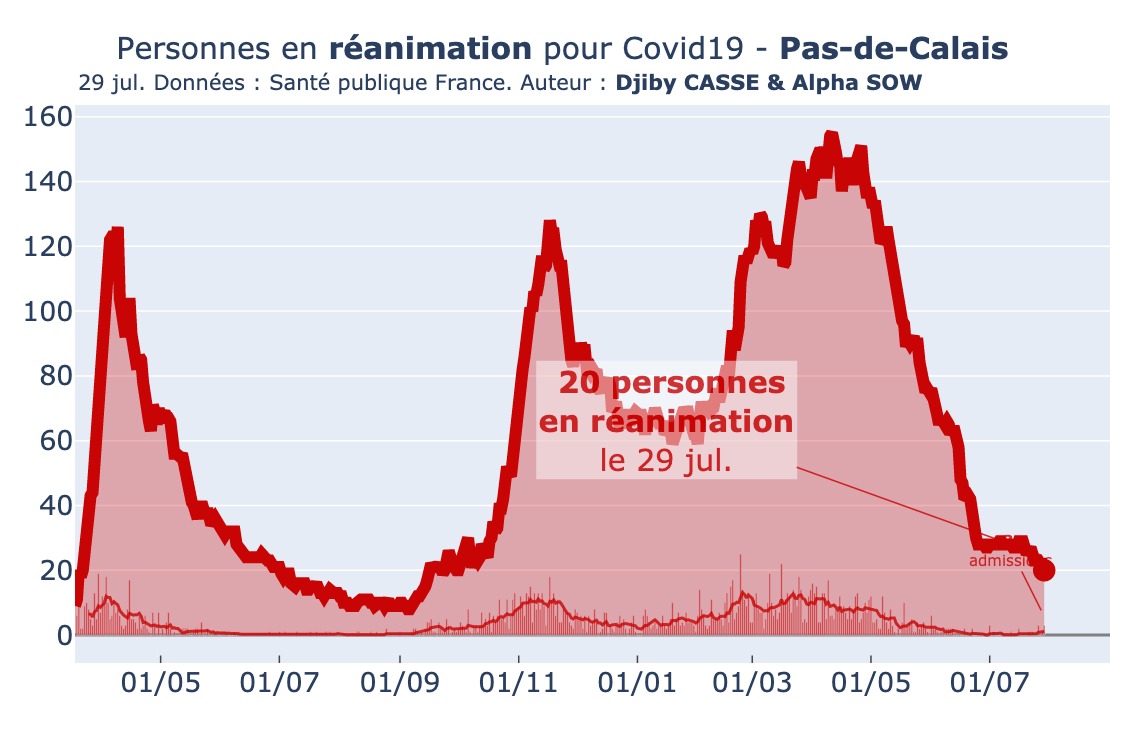 Personnes en réanimation pour Covid19 - Pas-de-Calais
29 jul. Données : Santé publique France. Auteur : Djiby CASSE & Alpha SOW
160
140
120
100
80
60
40
20
0
20 personnes
en réanimation
le 29 jul.
admissions
01/05
01/07
01/09
01/11
01/01
01/03
01/05
01/07